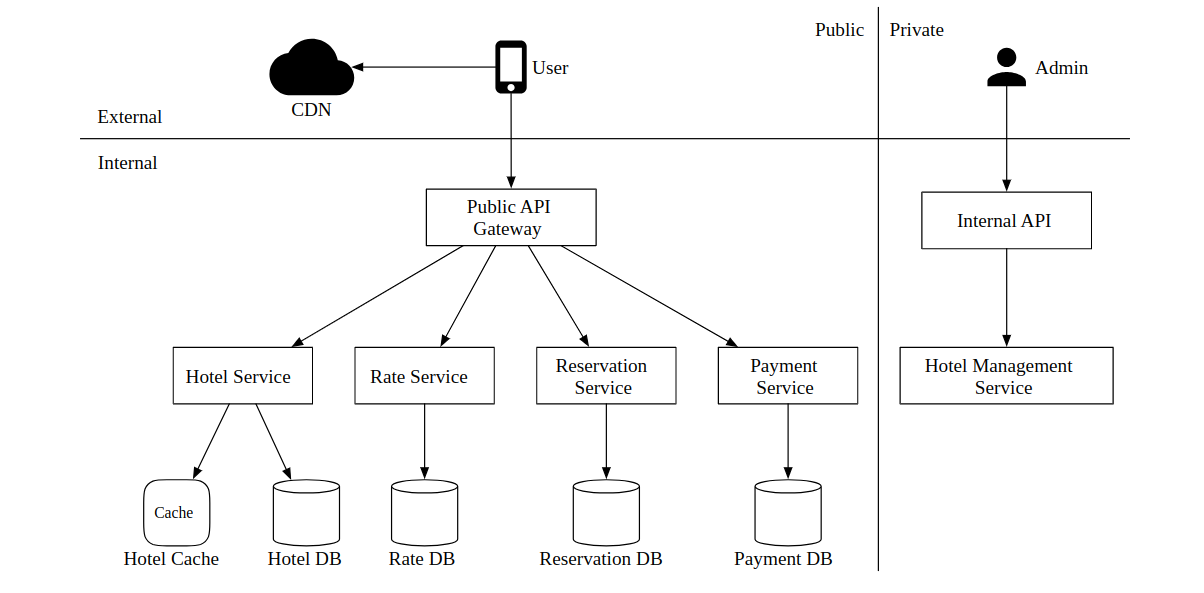 Public
Private
User
Admin
CDN
External
Internal
Public API
Gateway
Internal API
Hotel Service
Rate Service
Reservation
Service
Payment
Service
Hotel Management
Service
Cache
Hotel Cache
Hotel DB
Rate DB
Reservation DB
Payment DB